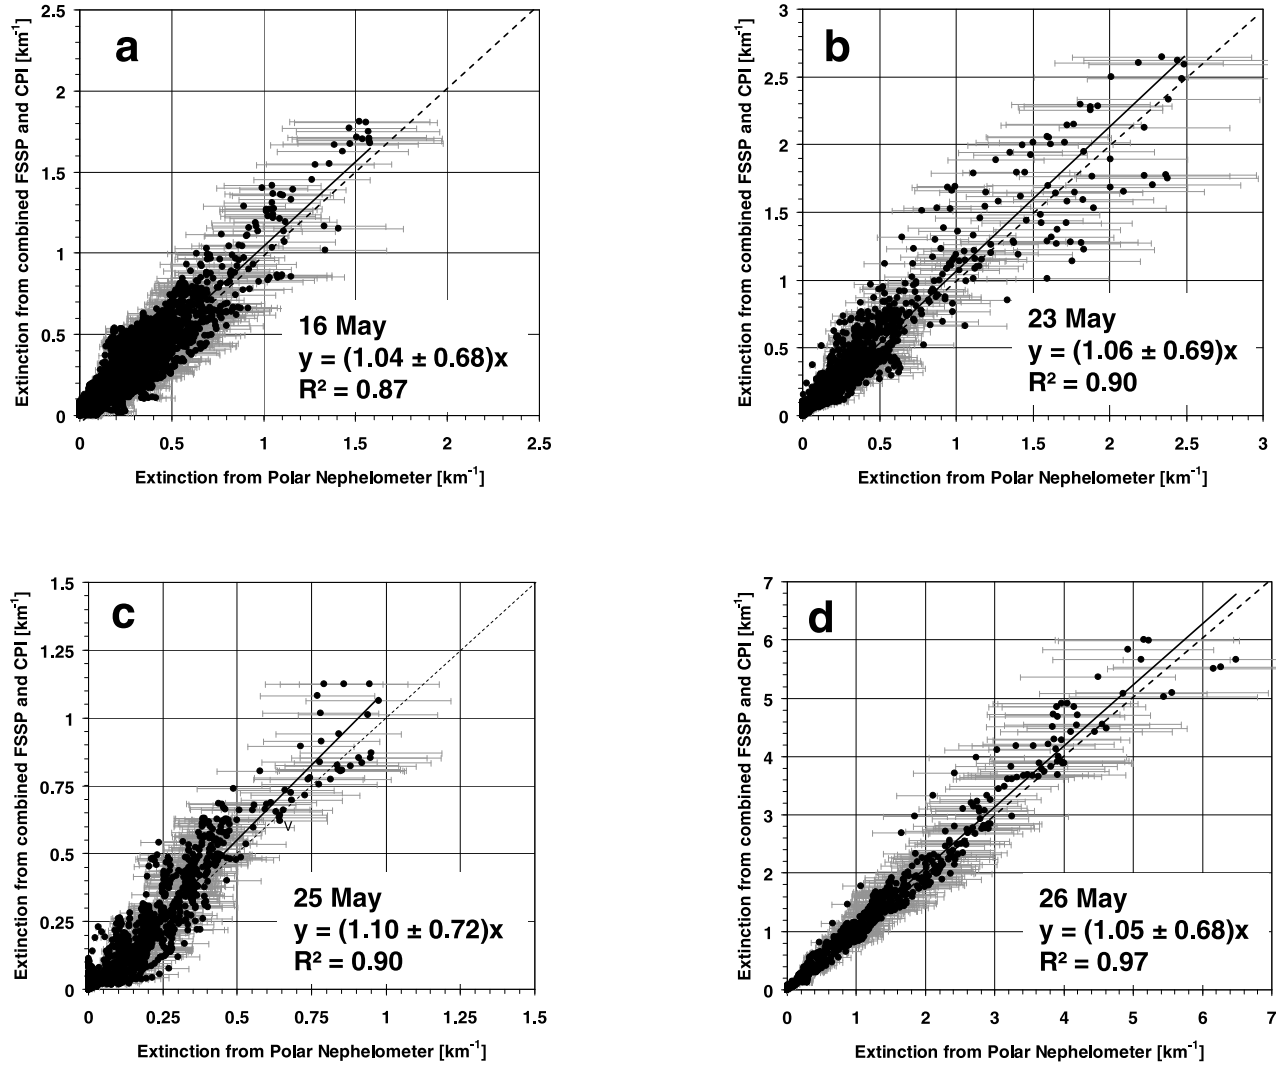 a
Extinction from combined FSSP and CPI [km⁻¹]
2.5
2
1.5
1
0.5
0
16 May
y = (1.04 ± 0.68)x
R² = 0.87
0 0.5 1 1.5 2 2.5
Extinction from Polar Nephelometer [km⁻¹]
b
Extinction from combined FSSP and CPI [km⁻¹]
3
2.5
2
1.5
1
0.5
0
23 May
y = (1.06 ± 0.69)x
R² = 0.90
0 0.5 1 1.5 2 2.5 3
Extinction from Polar Nephelometer [km⁻¹]
c
Extinction from combined FSSP and CPI [km⁻¹]
1.5
1.25
1
0.75
0.5
0.25
0
v
25 May
y = (1.10 ± 0.72)x
R² = 0.90
0 0.25 0.5 0.75 1 1.25 1.5
Extinction from Polar Nephelometer [km⁻¹]
d
Extinction from combined FSSP and CPI [km⁻¹]
7
6
5
4
3
2
1
0
26 May
y = (1.05 ± 0.68)x
R² = 0.97
0 1 2 3 4 5 6 7
Extinction from Polar Nephelometer [km⁻¹]